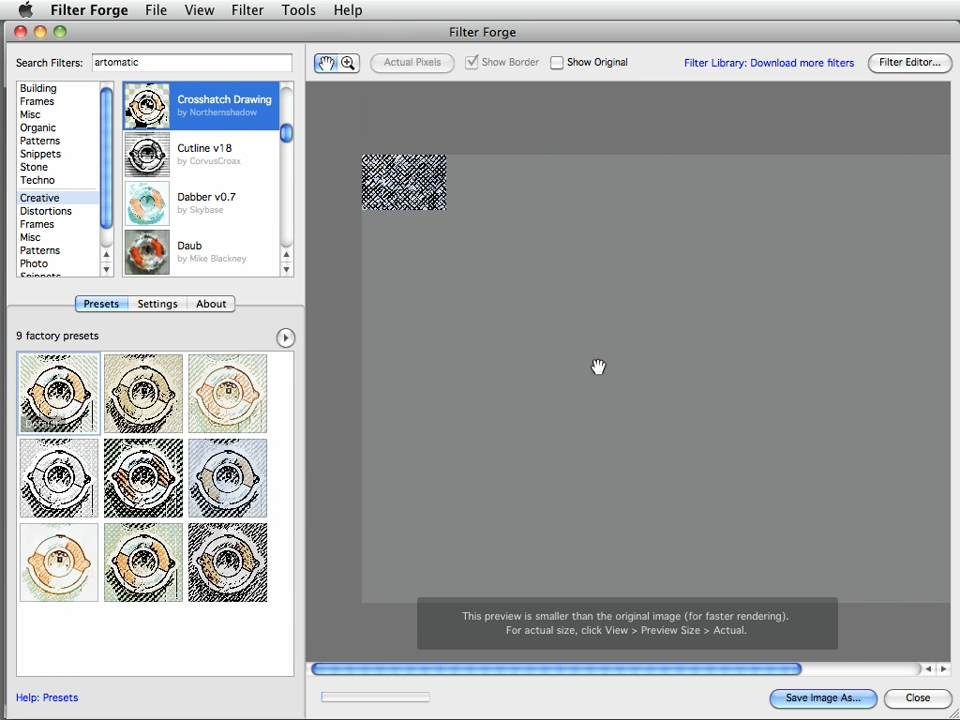 Filter Forge File View Filter Tools Help
Filter Forge
Search Filters: artomatic
Actual Pixels Show Border Show Original Filter Library: Download more filters Filter Editor...
Building
Frames
Misc
Organic
Patterns
Snippets
Stone
Techno
Creative
Distortions
Frames
Misc
Patterns
Photo
Snippets
Crosshatch Drawing
by Northernshadow
Cutline v18
by CorvusCroax
Dabber v0.7
by Skybase
Daub
by Mike Blackney
Presets Settings About
9 factory presets
This preview is smaller than the original image (for faster rendering).
For actual size, click View > Preview Size > Actual.
Help: Presets
Save Image As... Close